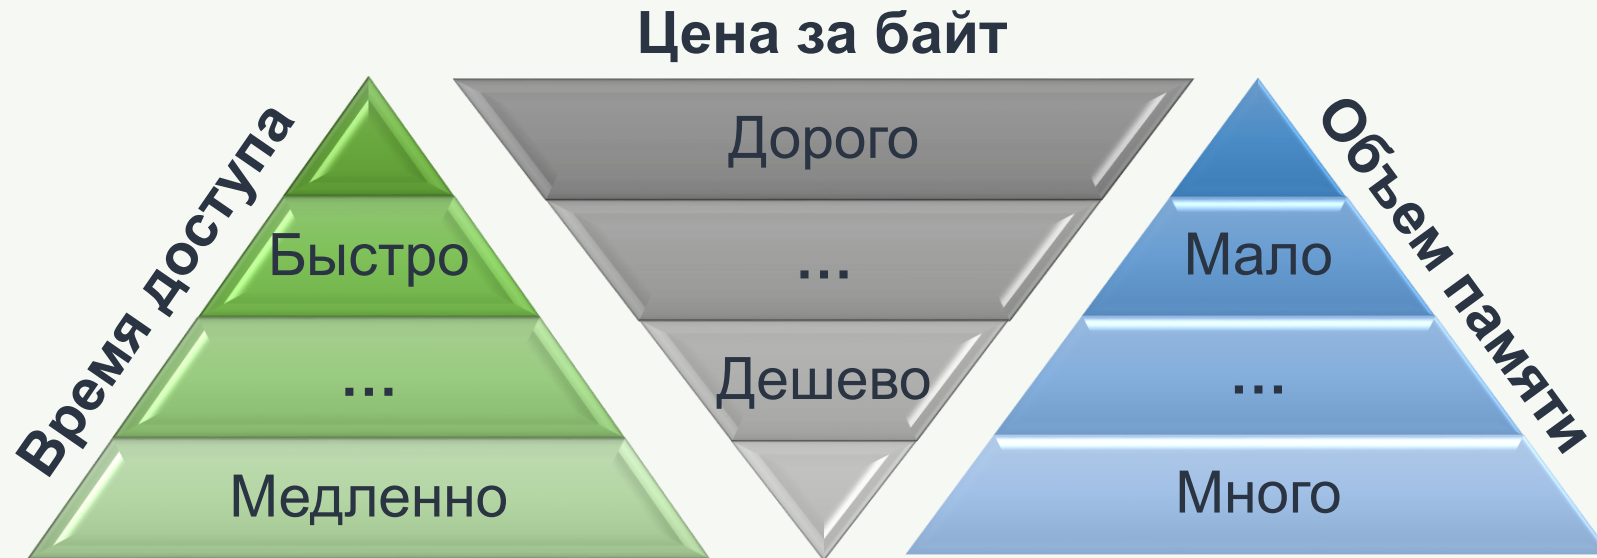 Цена за байт
Время доступа
Быстро
...
Медленно
Дорого
...
Дешево
Объем памяти
Мало
...
Много